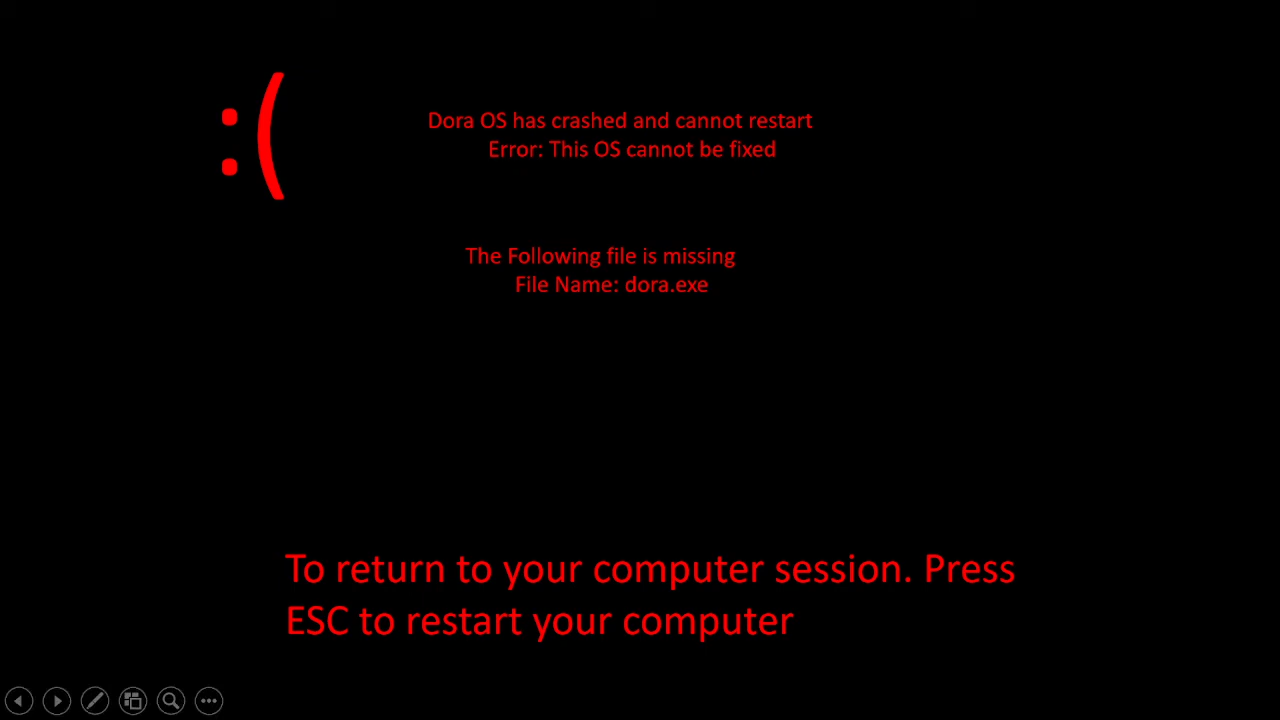 :(
Dora OS has crashed and cannot restart
Error: This OS cannot be fixed
The Following file is missing
File Name: dora.exe
To return to your computer session. Press
ESC to restart your computer